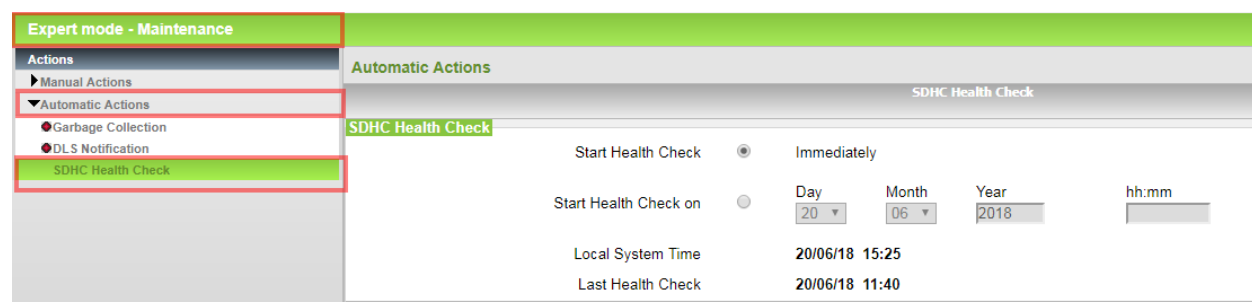 Expert mode - Maintenance
Actions
Manual Actions
Automatic Actions
Garbage Collection
DLS Notification
SDHC Health Check
Automatic Actions
SDHC Health Check
SDHC Health Check
Start Health Check Immediately
Day Month Year hh:mm
Start Health Check on 20 06 2018
Local System Time 20/06/18 15:25
Last Health Check 20/06/18 11:40